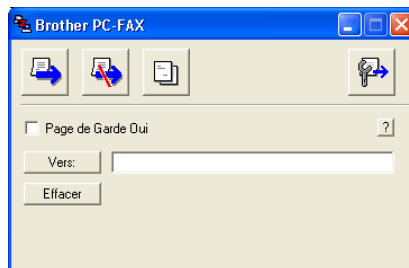 Brother PC-FAX
Page de Garde Oui
?
Vers:
Effacer